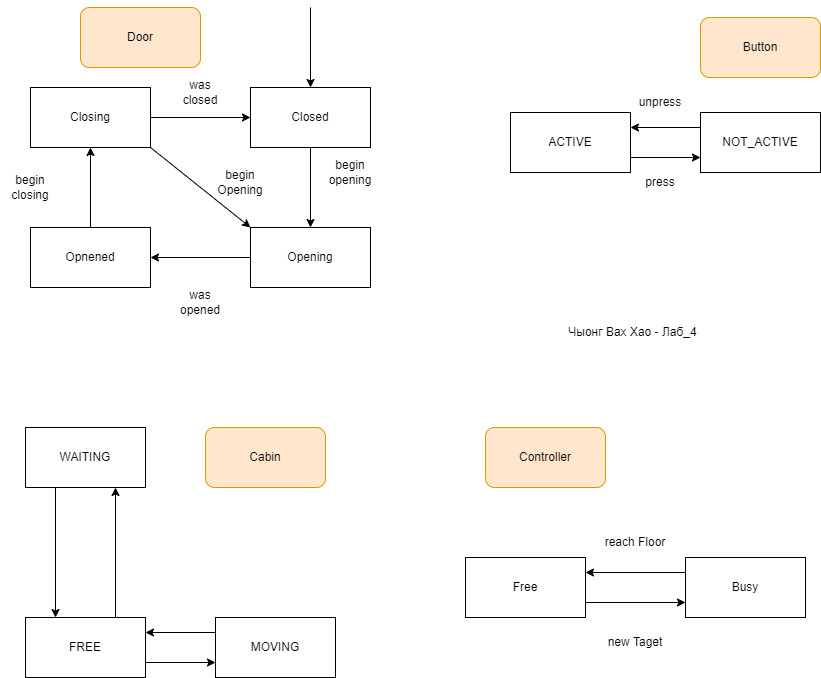 Door
Button
was
closed
Closing
Closed
unpress
ACTIVE
NOT_ACTIVE
begin
Opening
begin
opening
begin
closing
press
Opnened
Opening
was
opened
Чыонг Вах Хао - Лаб_4
WAITING
Cabin
Controller
reach Floor
Free
Busy
FREE
MOVING
new Taget